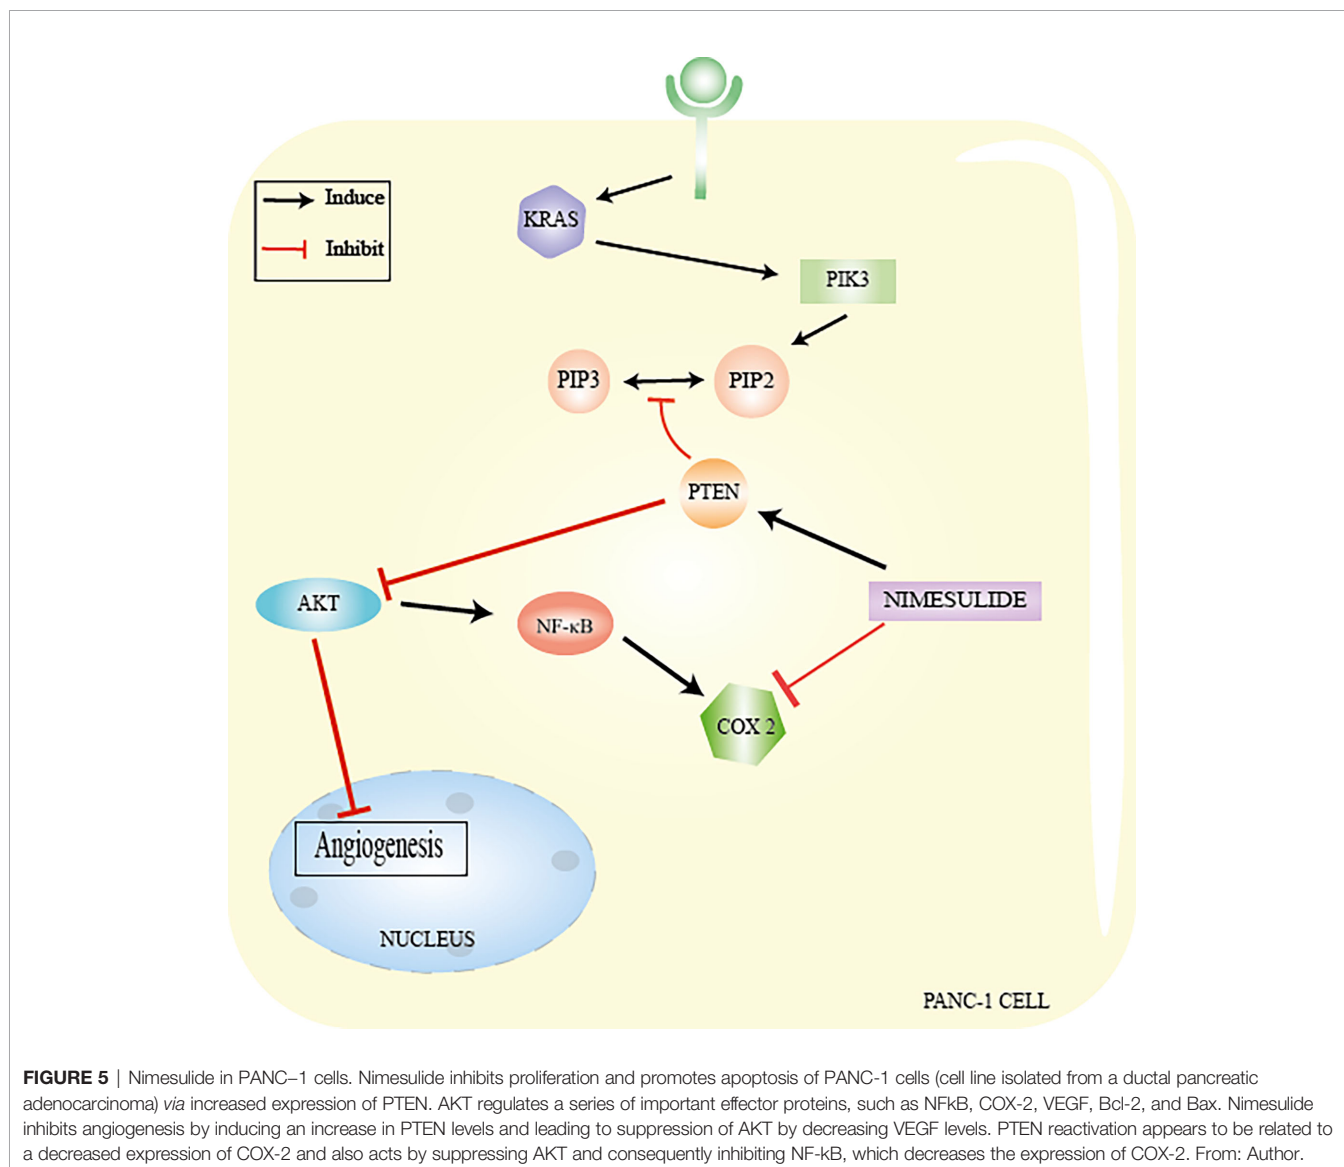 Induce
Inhibit
KRAS
PIK3
PIP3
PIP2
PTEN
AKT
NF-κB
NIMESULIDE
COX 2
Angiogenesis
NUCLEUS
PANC-1 CELL
FIGURE 5 | Nimesulide in PANC–1 cells. Nimesulide inhibits proliferation and promotes apoptosis of PANC-1 cells (cell line isolated from a ductal pancreatic
adenocarcinoma) via increased expression of PTEN. AKT regulates a series of important effector proteins, such as NFkB, COX-2, VEGF, Bcl-2, and Bax. Nimesulide
inhibits angiogenesis by inducing an increase in PTEN levels and leading to suppression of AKT by decreasing VEGF levels. PTEN reactivation appears to be related to
a decreased expression of COX-2 and also acts by suppressing AKT and consequently inhibiting NF-kB, which decreases the expression of COX-2. From: Author.